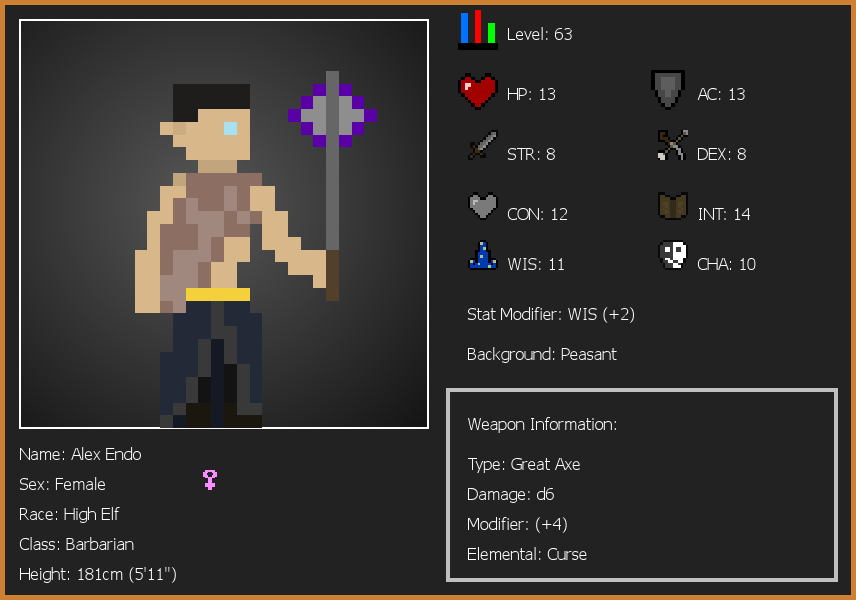 Level: 63
HP: 13
AC: 13
STR: 8
DEX: 8
CON: 12
INT: 14
WIS: 11
CHA: 10
Stat Modifier: WIS (+2)
Background: Peasant
Weapon Information:
Type: Great Axe
Damage: d6
Modifier: (+4)
Elemental: Curse
Name: Alex Endo
Sex: Female
Race: High Elf
Class: Barbarian
Height: 181cm (5'11")